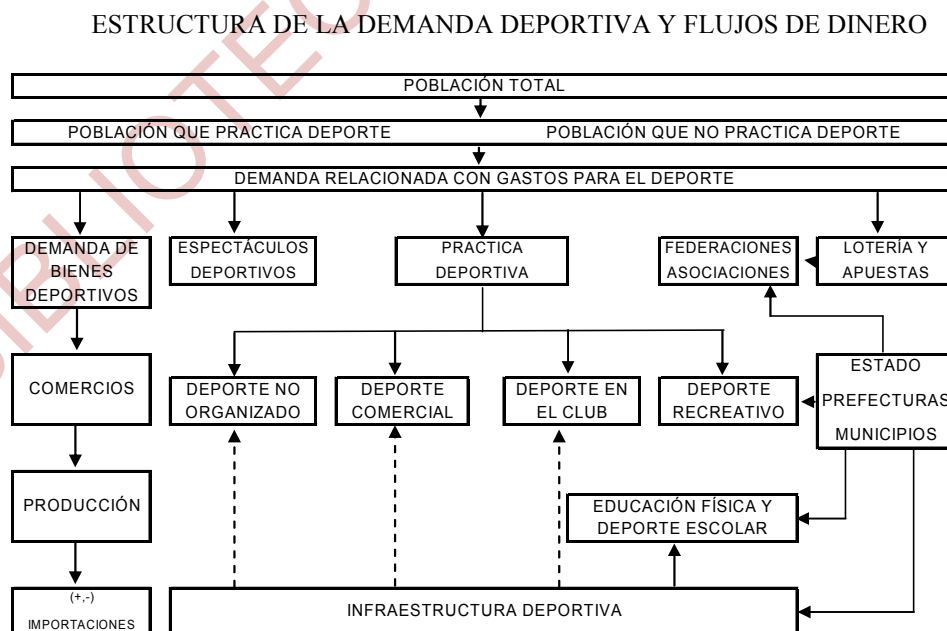 ESTRUCTURA DE LA DEMANDA DEPORTIVA Y FLUJOS DE DINERO
POBLACIÓN TOTAL
POBLACIÓN QUE PRACTICA DEPORTE
POBLACIÓN QUE NO PRACTICA DEPORTE
DEMANDA RELACIONADA CON GASTOS PARA EL DEPORTE
DEMANDA DE
BIENES
DEPORTIVOS
ESPECTÁCULOS
DEPORTIVOS
PRACTICA
DEPORTIVA
FEDERACIONES
ASOCIACIONES
LOTERÍA Y
APUESTAS
COMERCIOS
DEPORTE NO
ORGANIZADO
DEPORTE
COMERCIAL
DEPORTE EN
EL CLUB
DEPORTE
RECREATIVO
ESTADO
PREFECTURAS
MUNICIPIOS
PRODUCCIÓN
EDUCACIÓN FÍSICA Y
DEPORTE ESCOLAR
(+,-)
IMPORTACIONES
INFRAESTRUCTURA DEPORTIVA
BIBLIOTEC